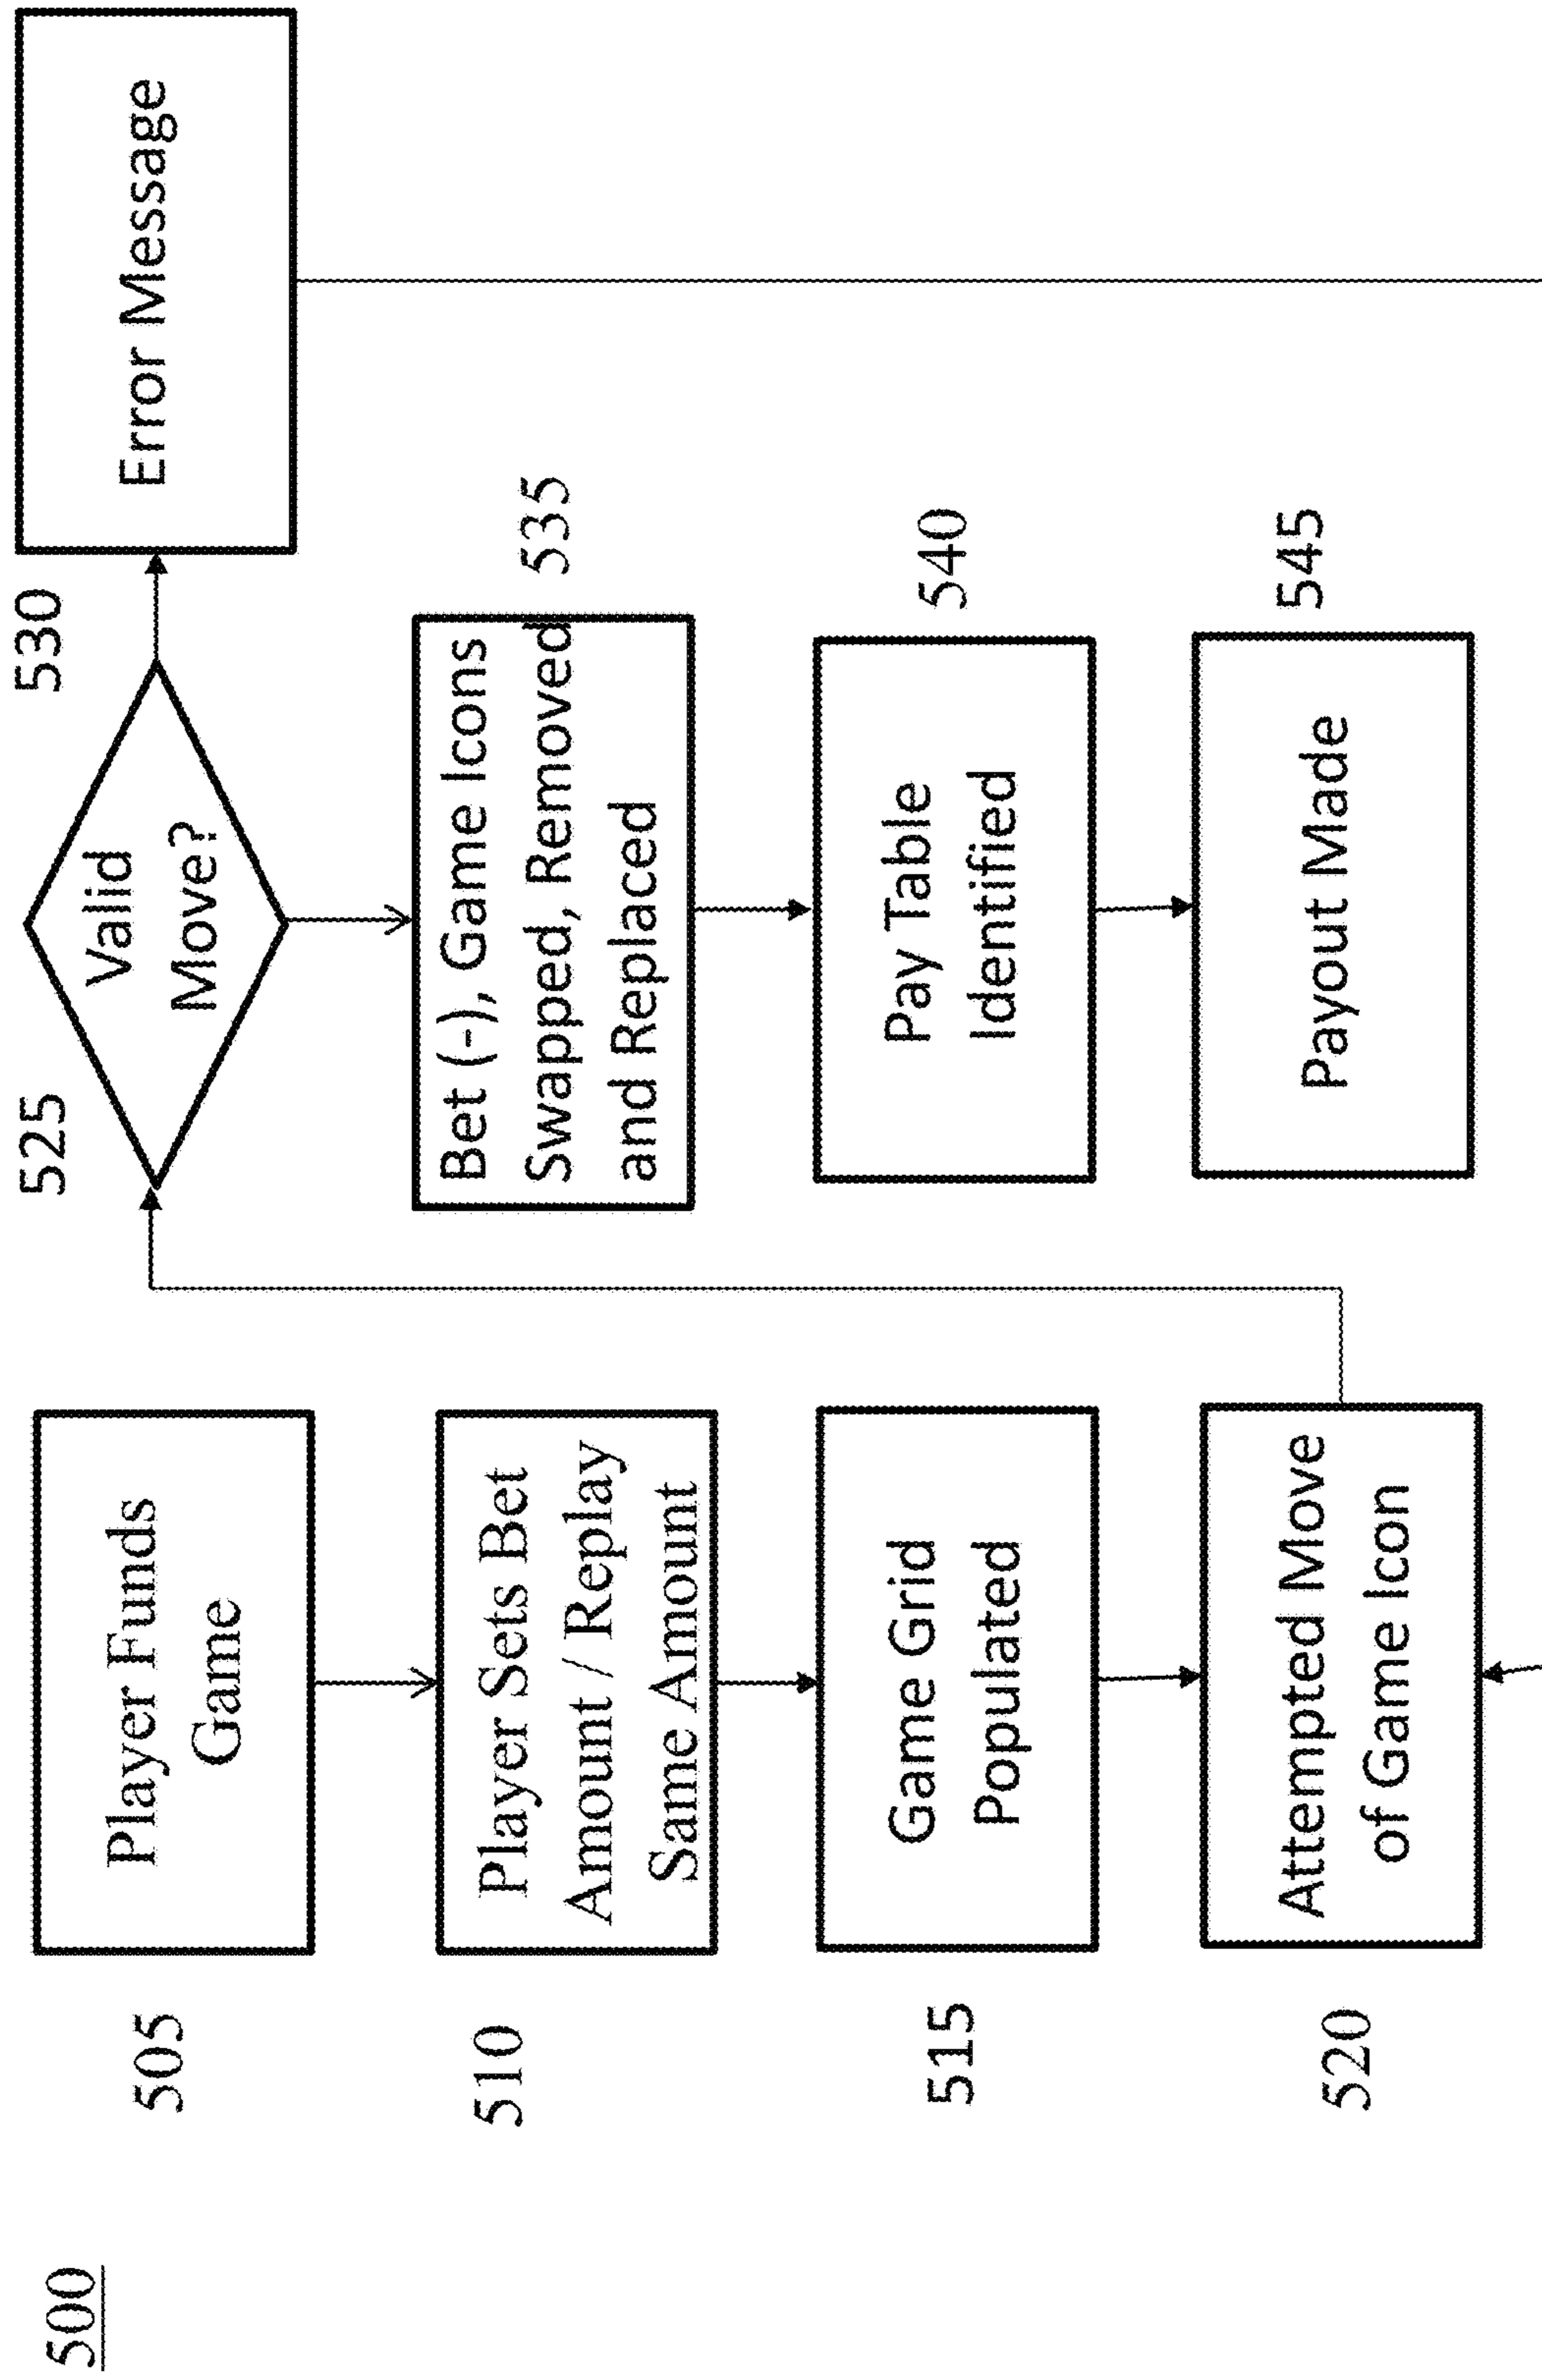 500
505
Player Funds
Game
510
Player Sets Bet
Amount / Replay
Same Amount
515
Game Grid
Populated
520
Attempted Move
of Game Icon
525
Valid
Move?
530
Error Message
535
Bet (-), Game Icons
Swapped, Removed
and Replaced
540
Pay Table
Identified
545
Payout Made